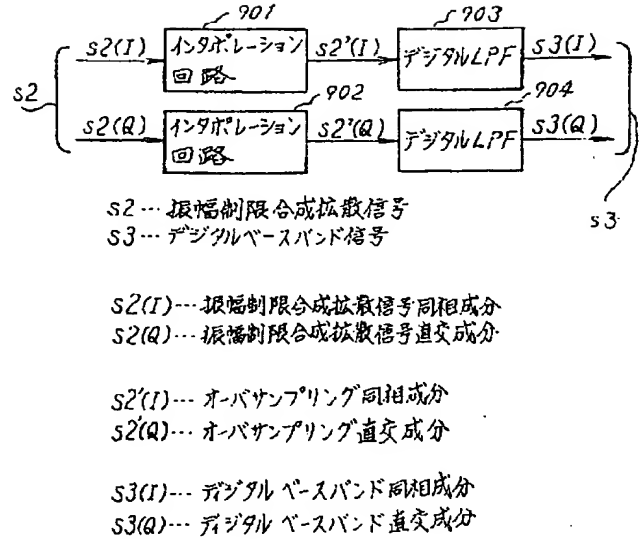 901
903
s2(I)
インタポレーション
回路
s2'(I)
デジタルLPF
s3(I)
s2
902
904
s2(Q)
インタポレーション
回路
s2'(Q)
デジタルLPF
s3(Q)
s3
s2…振幅制限合成拡散信号
s3…デジタルベースバンド信号
s2(I)…振幅制限合成拡散信号同相成分
s2(Q)…振幅制限合成拡散信号直交成分
s2'(I)…オーバサンプリング同相成分
s2'(Q)…オーバサンプリング直交成分
s3(I)…ディジタルベースバンド同相成分
s3(Q)…ディジタルベースバンド直交成分